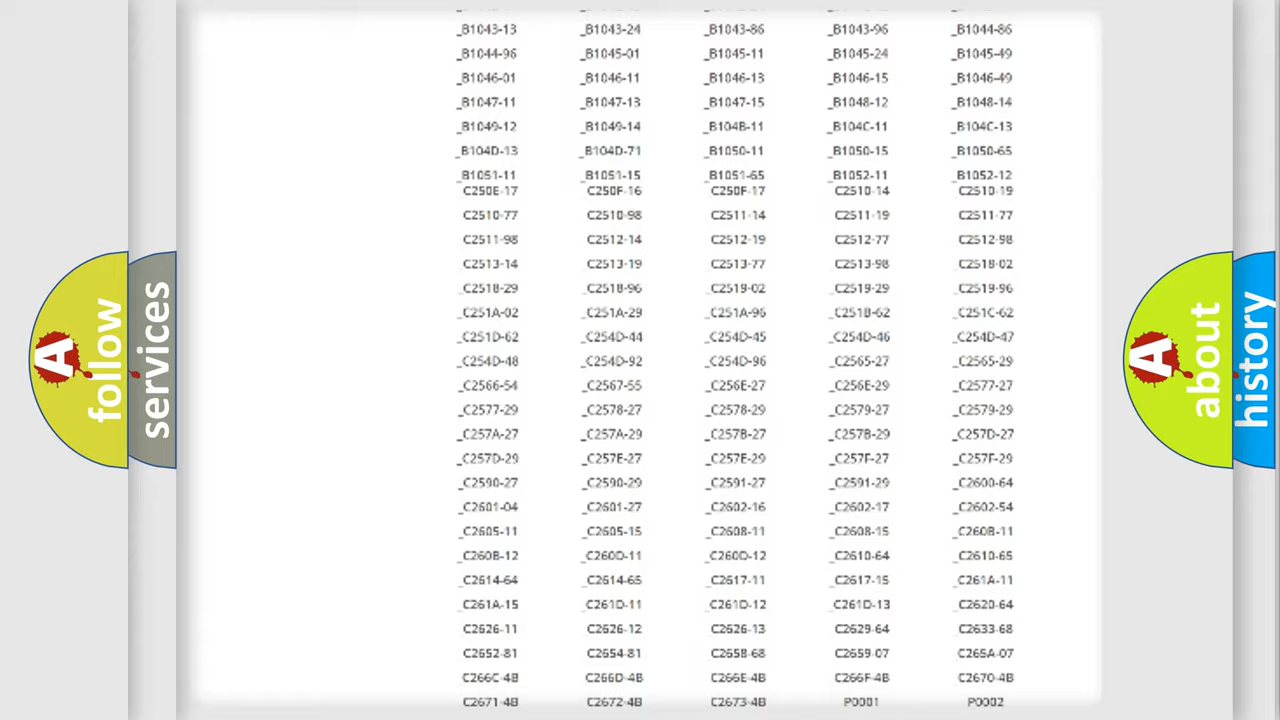 _B1043-13 _B1043-24 _B1043-86 _B1043-96 _B1044-86
_B1044-96 _B1045-01 _B1045-11 _B1045-24 _B1045-49
_B1046-01 _B1046-11 _B1046-13 _B1046-15 _B1046-49
_B1047-11 _B1047-13 _B1047-15 _B1048-12 _B1048-14
_B1049-12 _B1049-14 _B104B-11 _B104C-11 _B104C-13
_B104D-13 _B104D-71 _B1050-11 _B1050-15 _B1050-65
_B1051-11 _B1051-15 _B1051-65 _B1052-11 _B1052-12
C250E-17 C250F-16 C250F-17 C2510-14 C2510-19
C2510-77 C2510-98 C2511-14 C2511-19 C2511-77
C2511-98 C2512-14 C2512-19 C2512-77 C2512-98
C2513-14 C2513-19 C2513-77 C2513-98 C2518-02
_C2518-29 _C2518-96 _C2519-02 _C2519-29 _C2519-96
_C251A-02 _C251A-29 _C251A-96 _C251B-62 _C251C-62
_C251D-62 _C254D-44 _C254D-45 _C254D-46 _C254D-47
_C254D-48 _C254D-92 _C254D-96 _C2565-27 _C2565-29
_C2566-54 _C2567-55 _C256E-27 _C256E-29 _C2577-27
_C2577-29 _C2578-27 _C2578-29 _C2579-27 _C2579-29
_C257A-27 _C257A-29 _C257B-27 _C257B-29 _C257D-27
_C257D-29 _C257E-27 _C257E-29 _C257F-27 _C257F-29
_C2590-27 _C2590-29 _C2591-27 _C2591-29 _C2600-64
_C2601-04 _C2601-27 _C2602-16 _C2602-17 _C2602-54
_C2605-11 _C2605-15 _C2608-11 _C2608-15 _C260B-11
_C260B-12 _C260D-11 _C260D-12 _C2610-64 _C2610-65
_C2614-64 _C2614-65 _C2617-11 _C2617-15 _C261A-11
_C261A-15 _C261D-11 _C261D-12 _C261D-13 _C2620-64
C2626-11 C2626-12 C2626-13 C2629-64 C2633-68
C2652-81 C2654-81 C2658-68 C2659-07 C265A-07
C266C-4B C266D-4B C266E-4B C266F-4B C2670-4B
C2671-4B C2672-4B C2673-4B P0001 P0002
A follow
services
A about
history